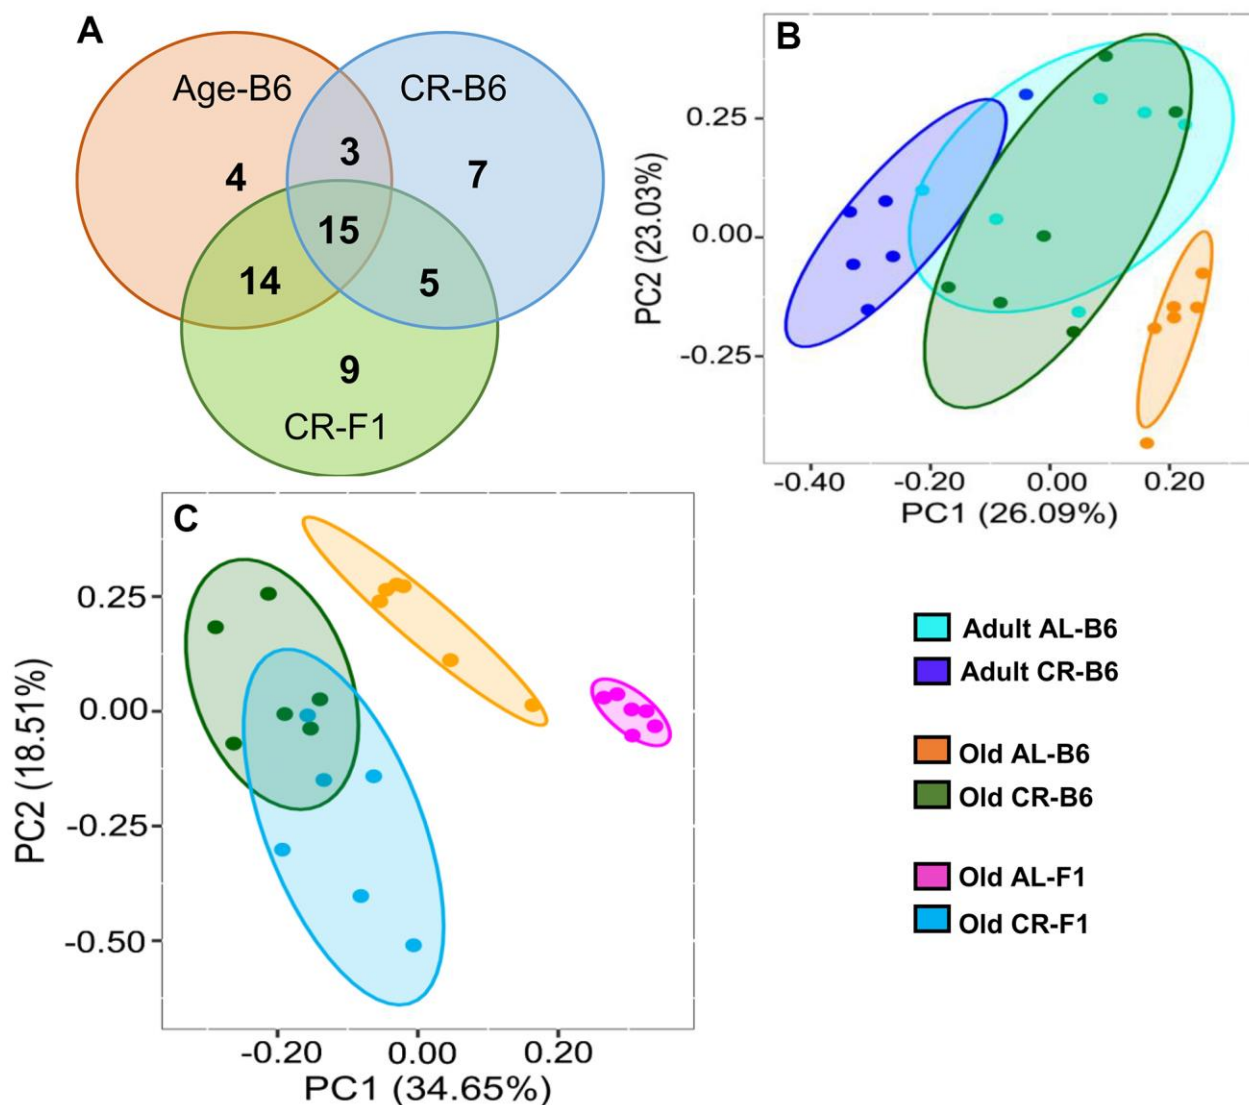 A
Age-B6
CR-B6
4
3
7
15
14
5
9
CR-F1
B
PC2 (23.03%)
0.25
0.00
-0.25
-0.40
-0.20
0.00
0.20
PC1 (26.09%)
C
PC2 (18.51%)
0.25
0.00
-0.25
-0.50
-0.20
0.00
0.20
PC1 (34.65%)
Adult AL-B6
Adult CR-B6
Old AL-B6
Old CR-B6
Old AL-F1
Old CR-F1